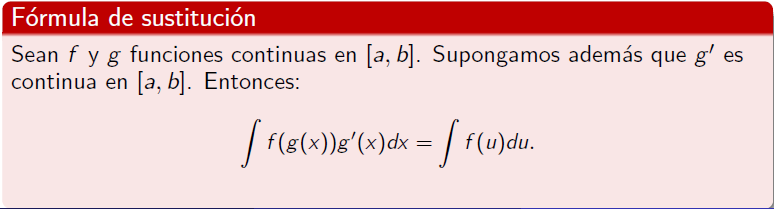 Fórmula de sustitución
Sean f y g funciones continuas en [a, b]. Supongamos además que g′ es
continua en [a, b]. Entonces:
∫ f(g(x))g′(x)dx = ∫ f(u)du.